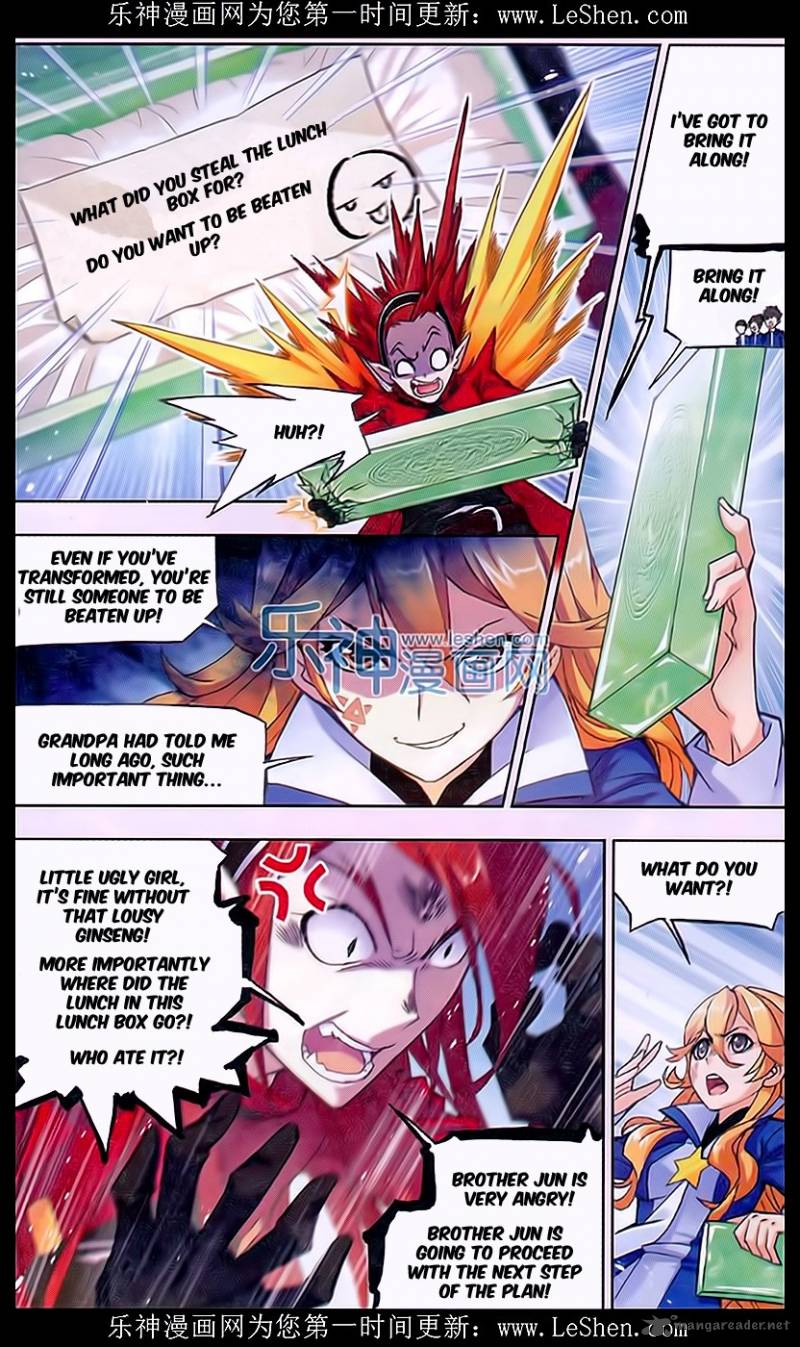 乐神漫画网为您第一时间更新：www.LeShen.com
WHAT DID YOU STEAL THE LUNCH
BOX FOR?
DO YOU WANT TO BE BEATEN
UP?
HUH?!
I'VE GOT TO
BRING IT
ALONG!
BRING IT
ALONG!
EVEN IF YOU'VE
TRANSFORMED, YOU'RE
STILL SOMEONE TO BE
BEATEN UP!
乐神漫画网
www.leshen.com
GRANDPA HAD TOLD ME
LONG AGO, SUCH
IMPORTANT THING...
LITTLE UGLY GIRL,
IT'S FINE WITHOUT
THAT LOUSY
GINSENG!
MORE IMPORTANTLY
WHERE DID THE
LUNCH IN THIS
LUNCH BOX GO?!
WHO ATE IT?!
WHAT DO YOU
WANT?!
BROTHER JUN IS
VERY ANGRY!
BROTHER JUN IS
GOING TO PROCEED
WITH THE NEXT STEP
OF THE PLAN!
乐神漫画网为您第一时间更新：www.LeShen.com
mangareader.net